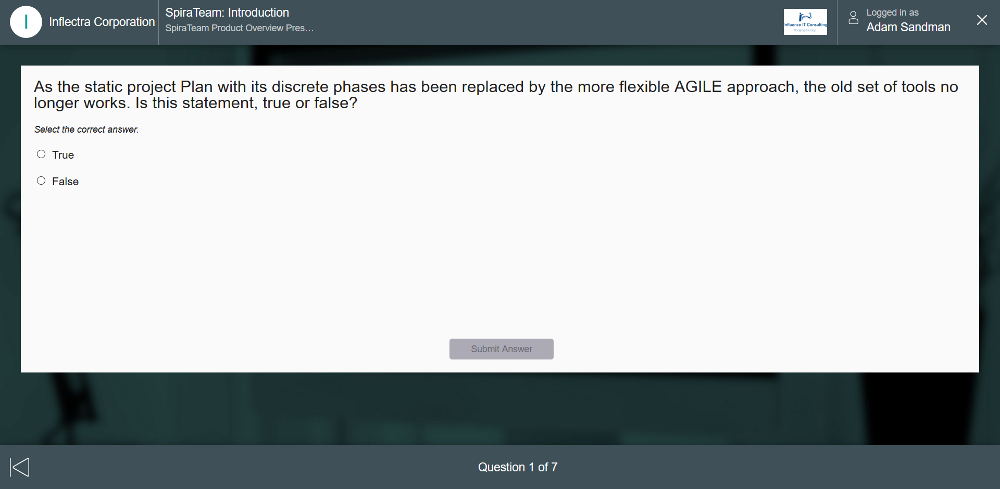 I
Inflectra Corporation
SpiraTeam: Introduction
SpiraTeam Product Overview Pres...
Influence IT Consulting
Bridging the Gap
Logged in as
Adam Sandman
As the static project Plan with its discrete phases has been replaced by the more flexible AGILE approach, the old set of tools no
longer works. Is this statement, true or false?
Select the correct answer.
True
False
Submit Answer
Question 1 of 7